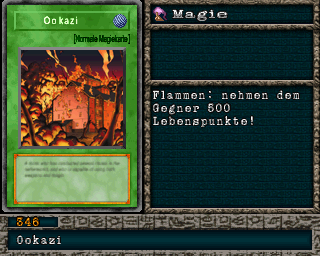 Ookazi
[Normale Magiekarte]
Magie
Flammen: nehmen dem
Gegner 500
Lebenspunkte!
346
Ookazi